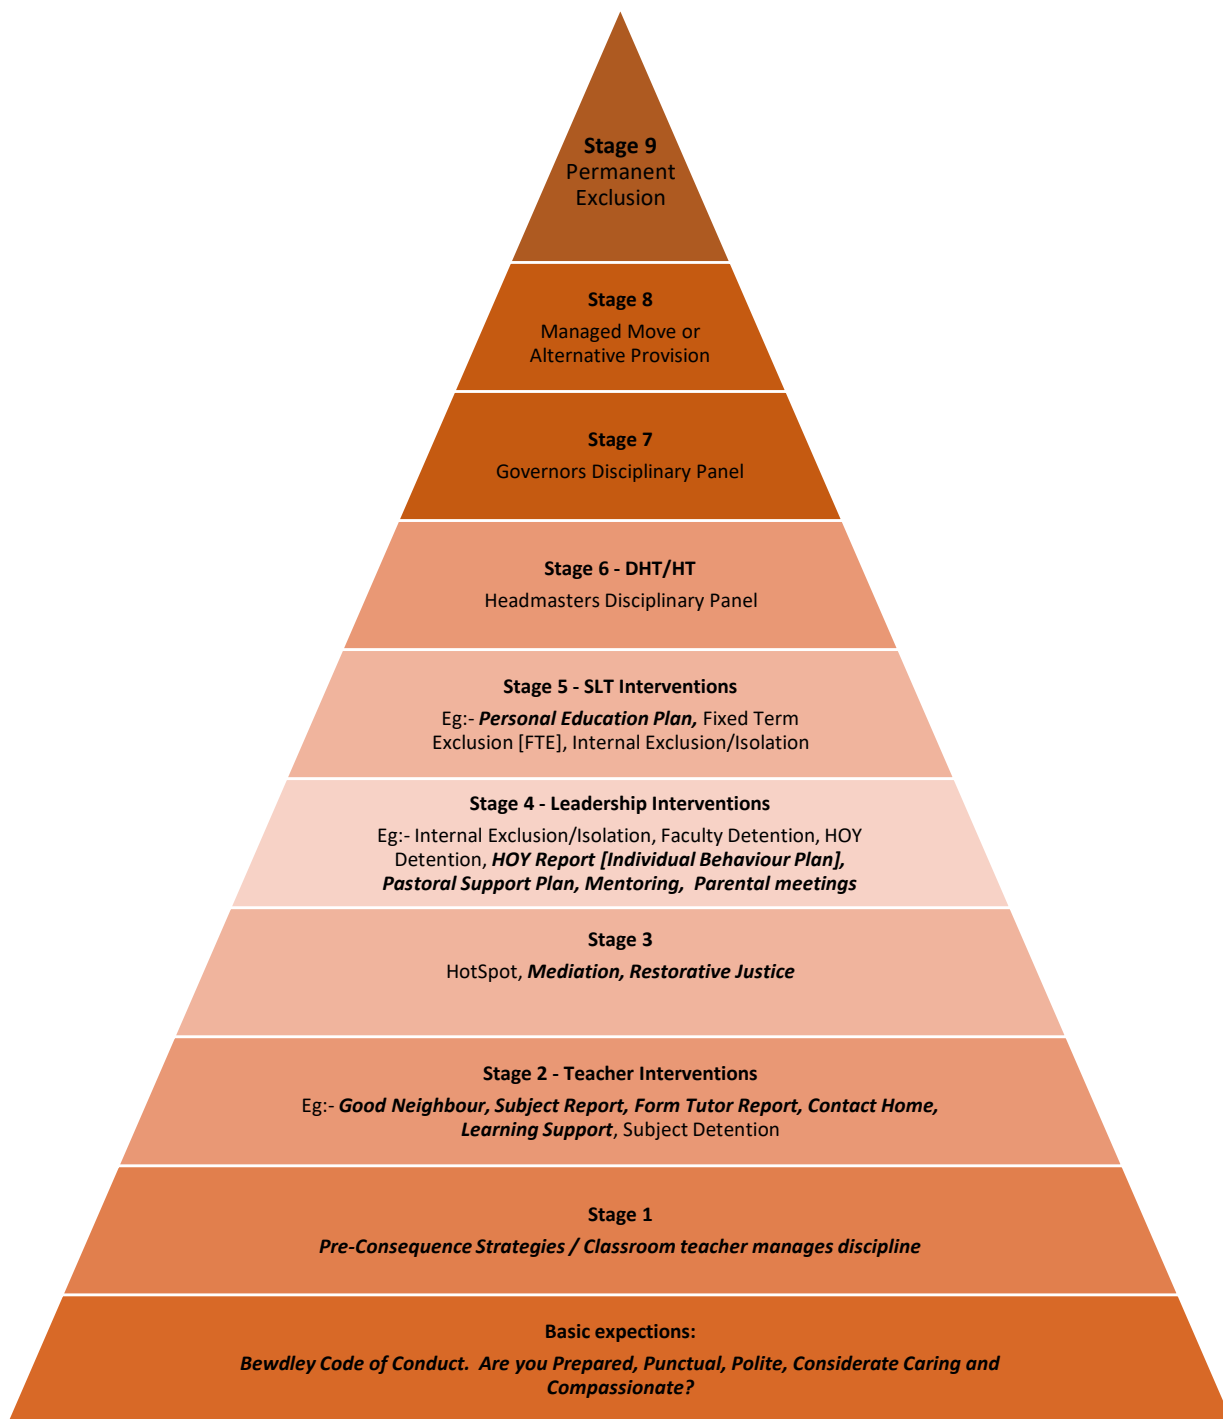 Stage 9
Permanent
Exclusion
Stage 8
Managed Move or
Alternative Provision
Stage 7
Governors Disciplinary Panel
Stage 6 - DHT/HT
Headmasters Disciplinary Panel
Stage 5 - SLT Interventions
Eg:- Personal Education Plan, Fixed Term
Exclusion [FTE], Internal Exclusion/Isolation
Stage 4 - Leadership Interventions
Eg:- Internal Exclusion/Isolation, Faculty Detention, HOY
Detention, HOY Report [Individual Behaviour Plan],
Pastoral Support Plan, Mentoring, Parental meetings
Stage 3
HotSpot, Mediation, Restorative Justice
Stage 2 - Teacher Interventions
Eg:- Good Neighbour, Subject Report, Form Tutor Report, Contact Home,
Learning Support, Subject Detention
Stage 1
Pre-Consequence Strategies / Classroom teacher manages discipline
Basic expections:
Bewdley Code of Conduct. Are you Prepared, Punctual, Polite, Considerate Caring and
Compassionate?